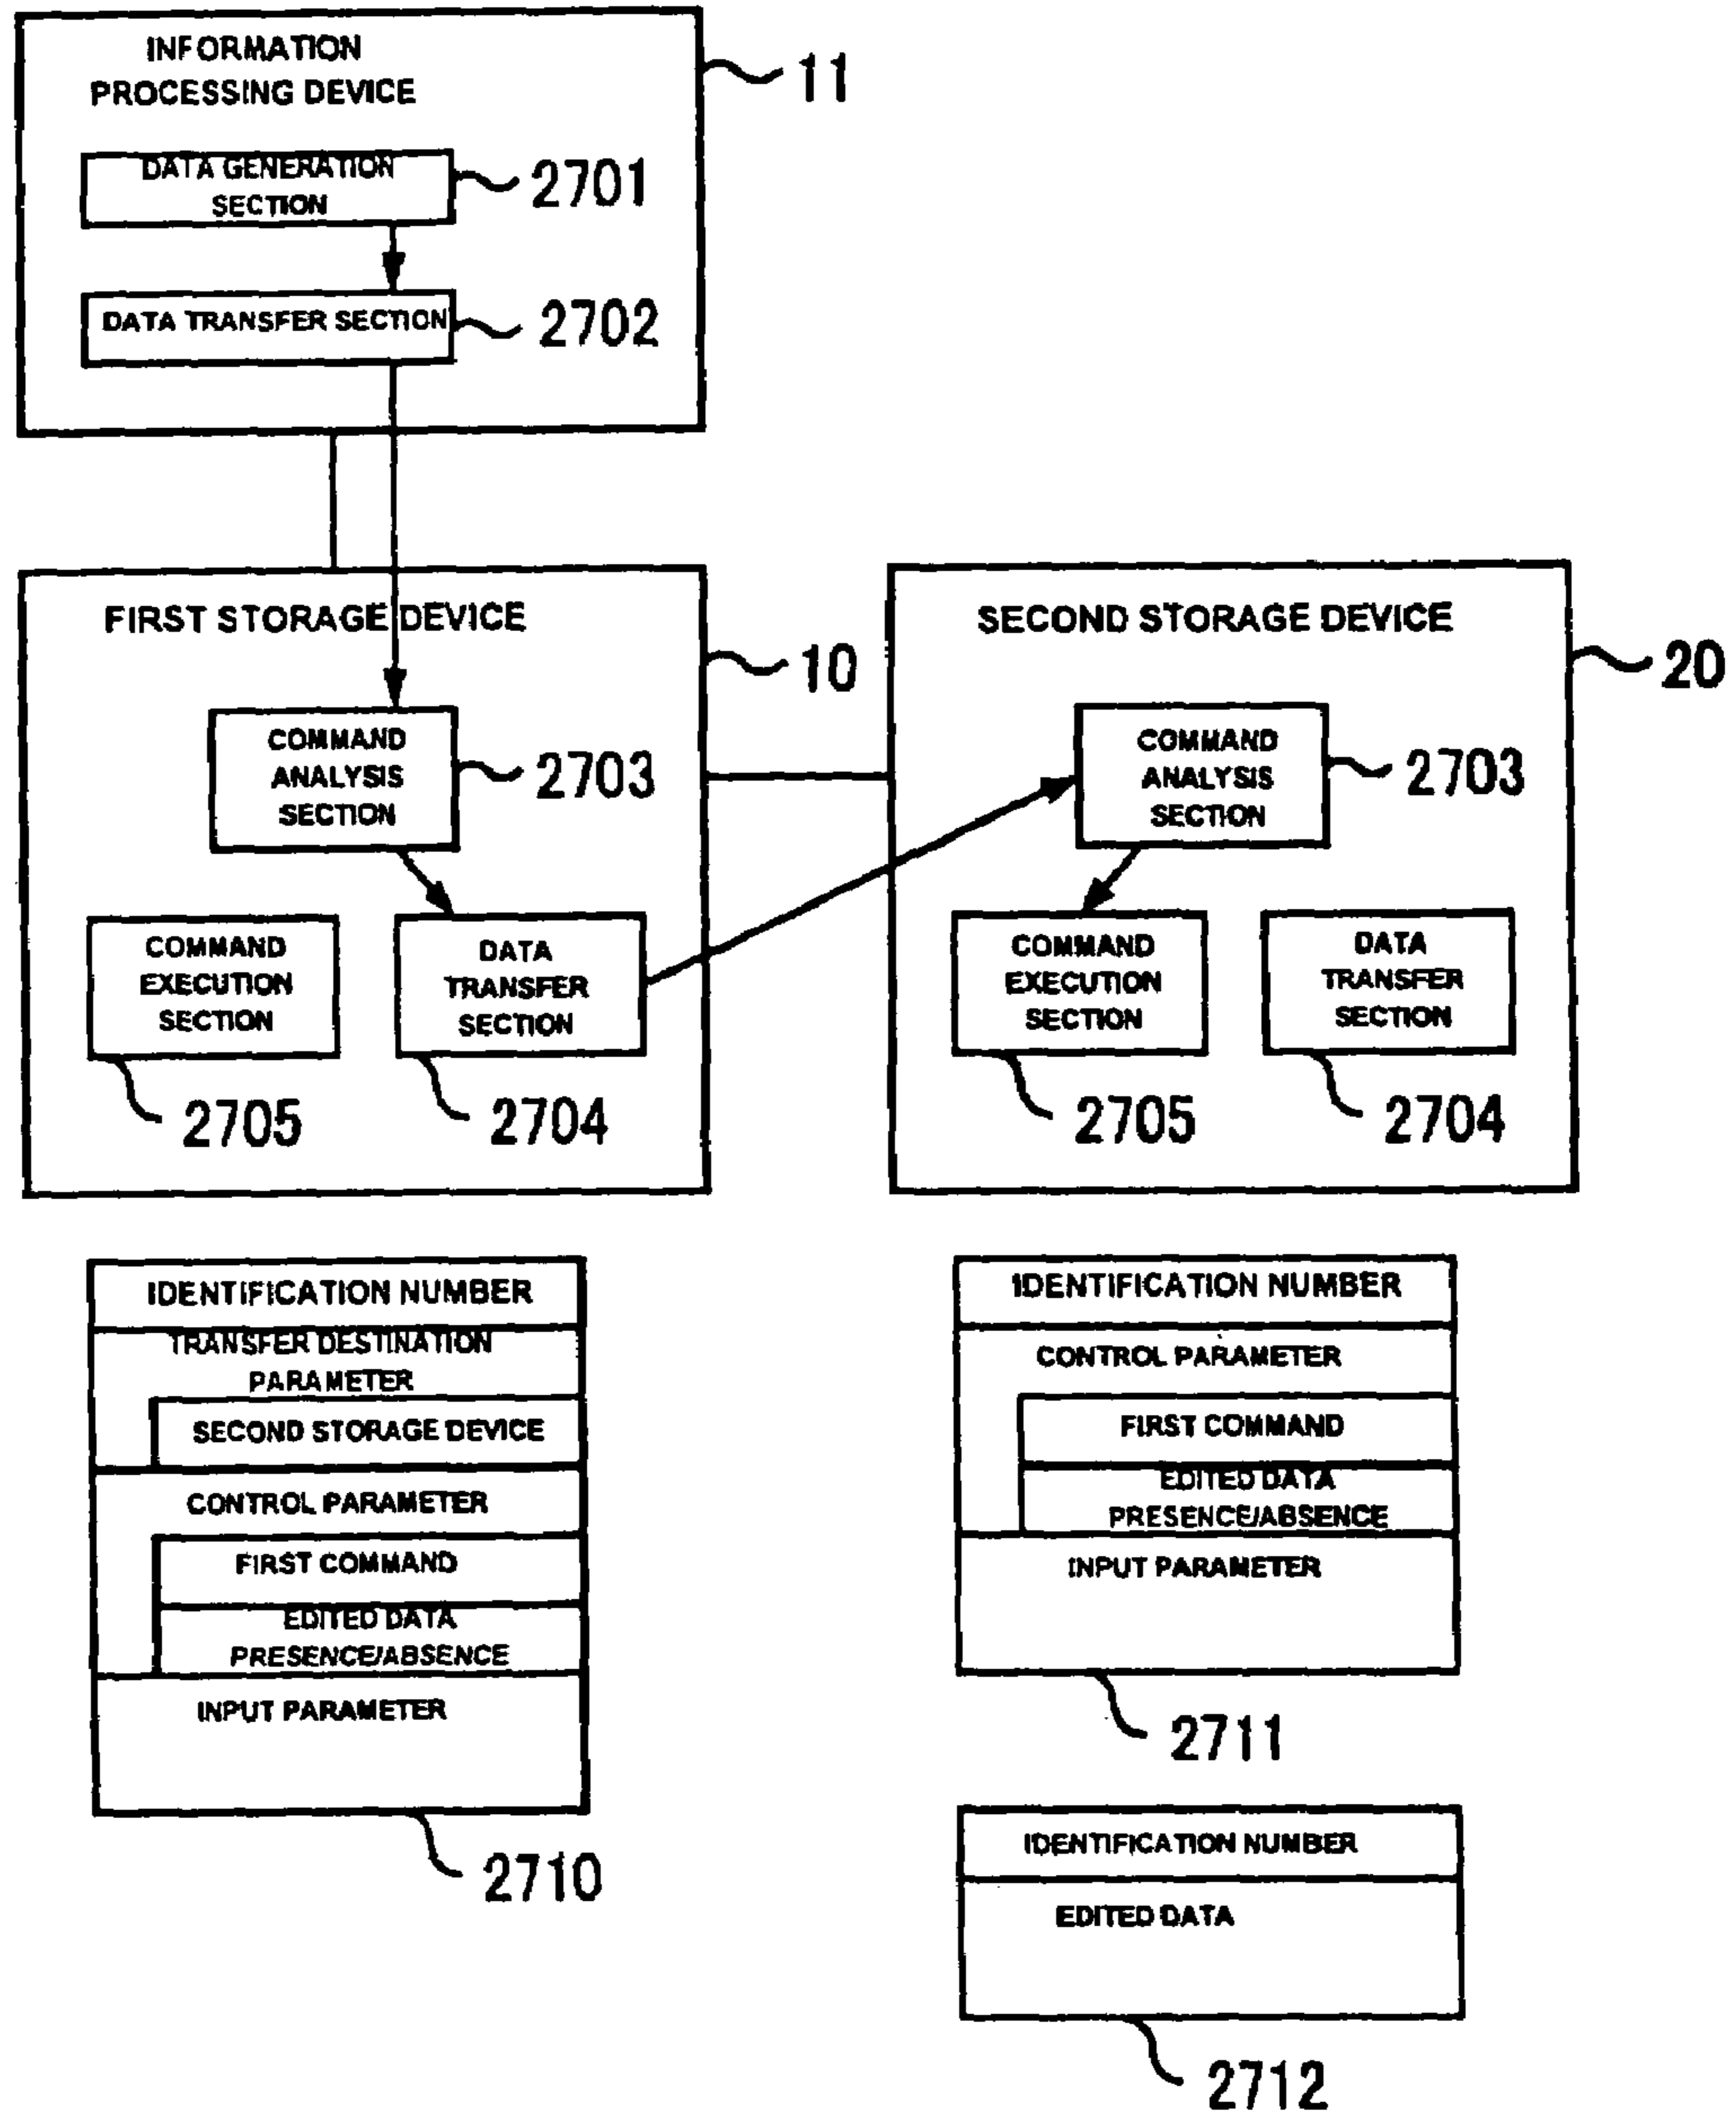 INFORMATION
PROCESSING DEVICE
11
DATA GENERATION
SECTION
2701
DATA TRANSFER SECTION
2702
FIRST STORAGE DEVICE
10
COMMAND
ANALYSIS
SECTION
2703
COMMAND
EXECUTION
SECTION
2705
DATA
TRANSFER
SECTION
2704
SECOND STORAGE DEVICE
20
COMMAND
ANALYSIS
SECTION
2703
COMMAND
EXECUTION
SECTION
2705
DATA
TRANSFER
SECTION
2704
IDENTIFICATION NUMBER
TRANSFER DESTINATION
PARAMETER
SECOND STORAGE DEVICE
CONTROL PARAMETER
FIRST COMMAND
EDITED DATA
PRESENCE/ABSENCE
INPUT PARAMETER
2710
IDENTIFICATION NUMBER
CONTROL PARAMETER
FIRST COMMAND
EDITED DATA
PRESENCE/ABSENCE
INPUT PARAMETER
2711
IDENTIFICATION NUMBER
EDITED DATA
2712